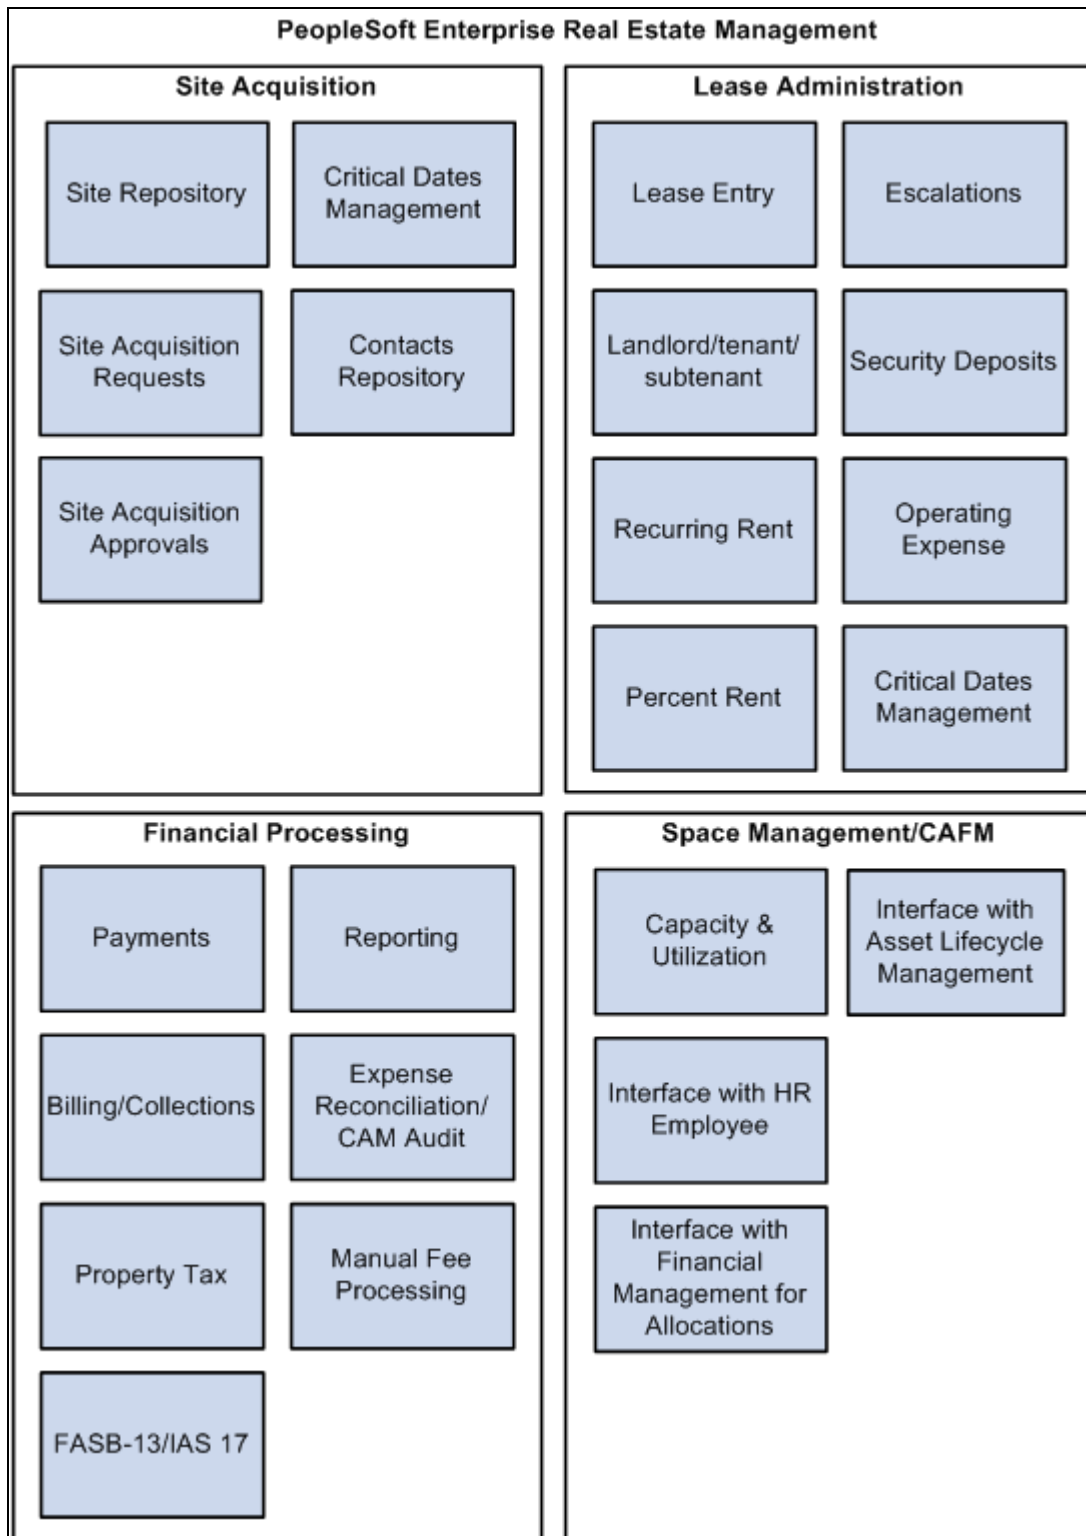 PeopleSoft Enterprise Real Estate Management
Site Acquisition
Site Repository
Critical Dates
Management
Site Acquisition
Requests
Contacts
Repository
Site Acquisition
Approvals
Lease Administration
Lease Entry
Escalations
Landlord/tenant/
subtenant
Security Deposits
Recurring Rent
Operating
Expense
Percent Rent
Critical Dates
Management
Financial Processing
Payments
Reporting
Billing/Collections
Expense
Reconciliation/
CAM Audit
Property Tax
Manual Fee
Processing
FASB-13/IAS 17
Space Management/CAFM
Capacity &
Utilization
Interface with
Asset Lifecycle
Management
Interface with HR
Employee
Interface with
Financial
Management for
Allocations